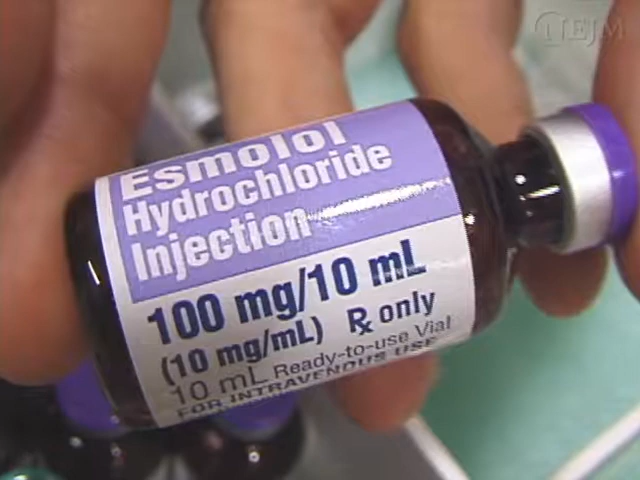 JEJM
Esmolol
Hydrochloride
Injection
100 mg/10 mL
(10 mg/mL) Rx only
10 mL Ready-to-use Vial
FOR INTRAVENOUS USE